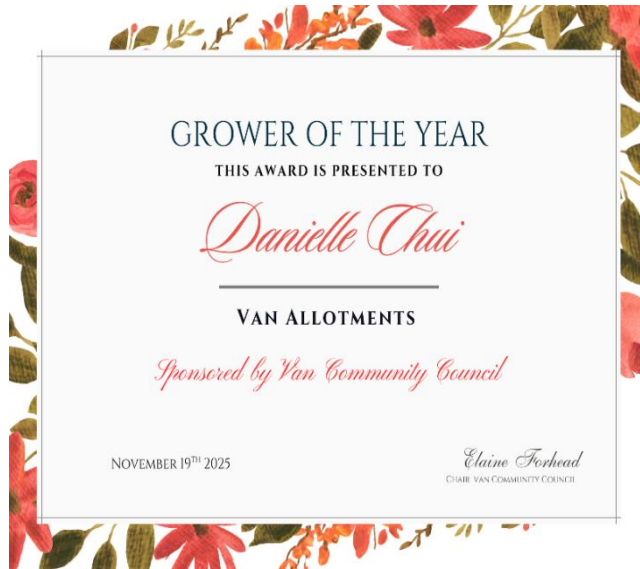 GROWER OF THE YEAR
THIS AWARD IS PRESENTED TO
Danielle Chui
VAN ALLOTMENTS
Sponsored by Van Community Council
NOVEMBER 19TH 2025
Elaine Forhead
CHAIR VAN COMMUNITY COUNCIL